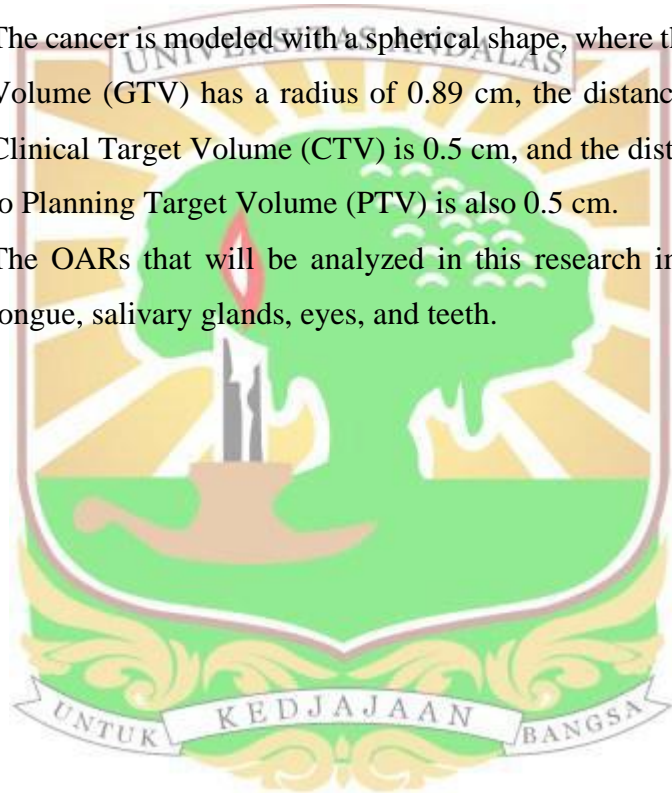 The cancer is modeled with a spherical shape, where th
UNIVERSITAS ANDALAS
Volume (GTV) has a radius of 0.89 cm, the distanc
Clinical Target Volume (CTV) is 0.5 cm, and the dist
o Planning Target Volume (PTV) is also 0.5 cm.
The OARs that will be analyzed in this research in
ongue, salivary glands, eyes, and teeth.
UNTUK KEDJAJAAN BANGSA